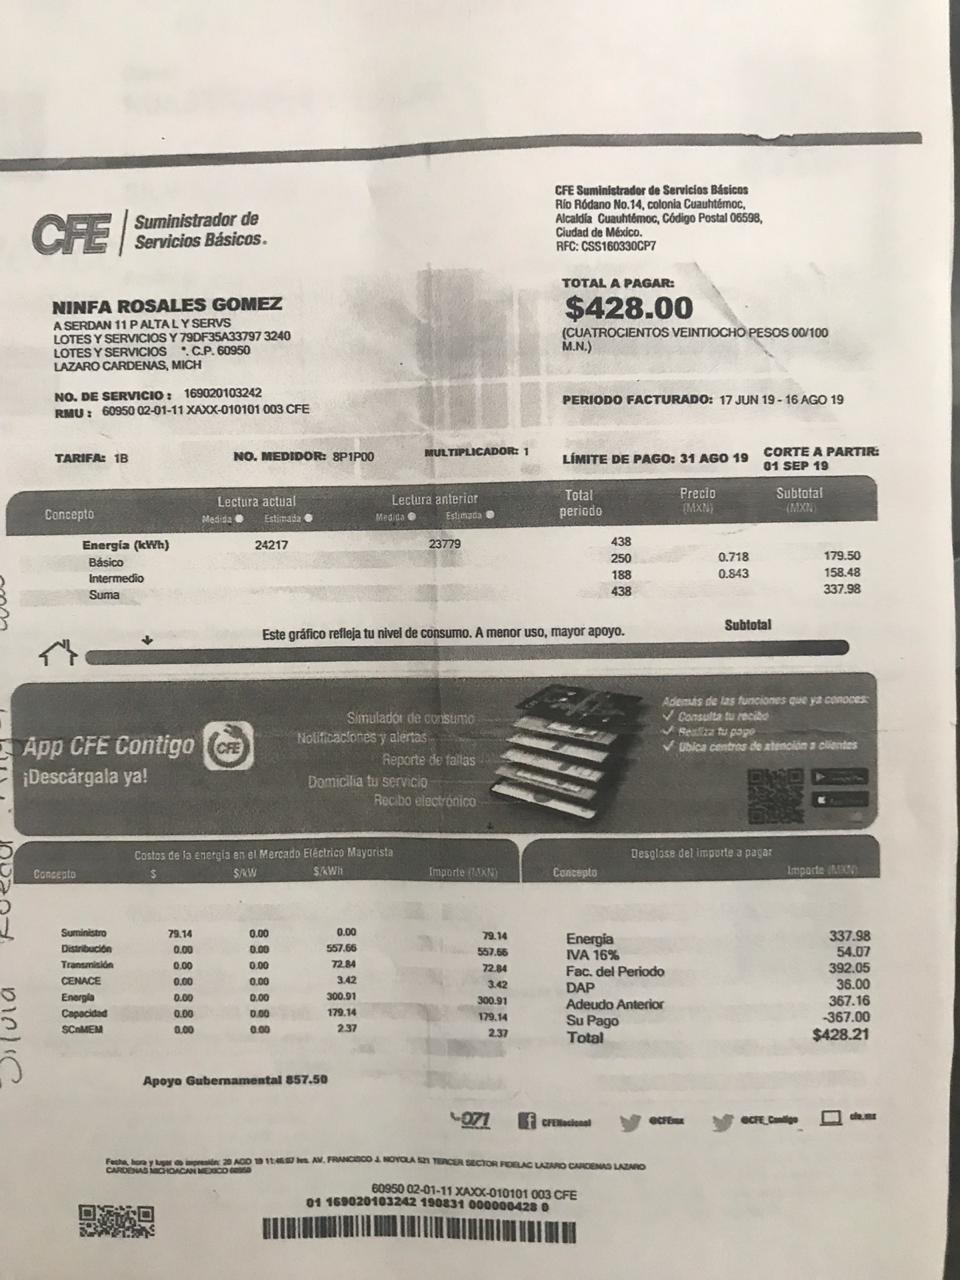 CFE Suministrador de Servicios Básicos.
CFE Suministrador de Servicios Básicos
Río Ródano No.14, colonia Cuauhtémoc,
Alcaldía Cuauhtémoc, Código Postal 06598,
Ciudad de México.
RFC: CSS160330CP7
NINFA ROSALES GOMEZ
A SERDAN 11 P ALTA L Y SERVS
LOTES Y SERVICIOS Y 79DF35A33797 3240
LOTES Y SERVICIOS *. C.P. 60950
LAZARO CARDENAS, MICH
TOTAL A PAGAR:
$428.00
(CUATROCIENTOS VEINTIOCHO PESOS 00/100
M.N.)
NO. DE SERVICIO : 169020103242
RMU : 60950 02-01-11 XAXX-010101 003 CFE
PERIODO FACTURADO: 17 JUN 19 - 16 AGO 19
TARIFA: 1B NO. MEDIDOR: 8P1P00 MULTIPLICADOR: 1
LÍMITE DE PAGO: 31 AGO 19 CORTE A PARTIR:
01 SEP 19
Concepto Lectura actual Lectura anterior Total periodo Precio (MXN) Subtotal (MXN)
Medida Estimada Medida Estimada
Energía (kWh) 24217 23779 438
Básico 250 0.718 179.50
Intermedio 188 0.843 158.48
Suma 438 337.98
Este gráfico refleja tu nivel de consumo. A menor uso, mayor apoyo. Subtotal
App CFE Contigo
¡Descárgala ya!
CFE
Simulador de consumo
Notificaciones y alertas
Reporte de fallas
Domicilia tu servicio
Recibo electrónico
Además de las funciones que ya conoces:
Consulta tu recibo
Realiza tu pago
Ubica centros de atención a clientes
Costos de la energía en el Mercado Eléctrico Mayorista
Concepto $ $/kW $/kWh Importe (MXN)
Suministro 79.14 0.00 0.00 79.14
Distribución 0.00 0.00 557.66 557.66
Transmisión 0.00 0.00 72.84 72.84
CENACE 0.00 0.00 3.42 3.42
Energía 0.00 0.00 300.91 300.91
Capacidad 0.00 0.00 179.14 179.14
SCnMEM 0.00 0.00 2.37 2.37
Desglose del importe a pagar
Concepto Importe (MXN)
Energía 337.98
IVA 16% 54.07
Fac. del Periodo 392.05
DAP 36.00
Adeudo Anterior 367.16
Su Pago -367.00
Total $428.21
Apoyo Gubernamental 857.50
071 CFENacional @CFEmx @CFE_Contigo cfe.mx
Fecha, hora y lugar de impresión: 20 AGO 19 11:46:07 hrs. AV. FRANCISCO J. NOYOLA 521 TERCER SECTOR FIDELAC LAZARO CARDENAS LAZARO
CARDENAS MICHOACAN MEXICO 60950
60950 02-01-11 XAXX-010101 003 CFE
01 169020103242 190831 000000428 0
Silvia